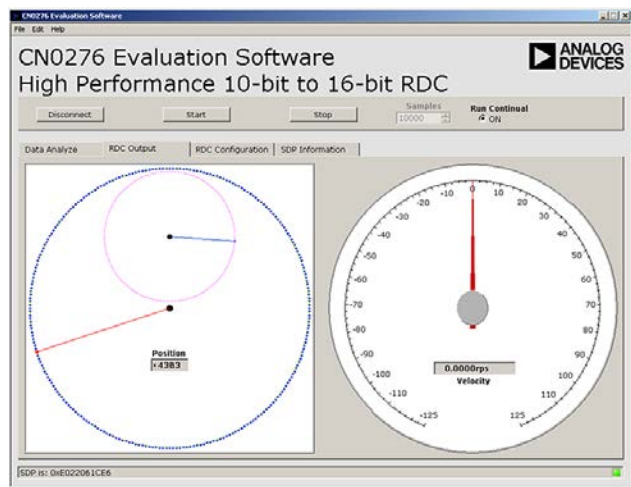 CN0276 Evaluation Software
File Edit Help
CN0276 Evaluation Software
High Performance 10-bit to 16-bit RDC
ANALOG
DEVICES
Disconnect
Start
Stop
Samples
10000
Run Continual
ON
Data Analyze
RDC Output
RDC Configuration
SDP Information
Position
x43B3
-125
-110
-100
-90
-80
-70
-60
-50
-40
-30
-20
-10
0
10
20
30
40
50
60
70
80
90
100
110
125
0.0000rps
Velocity
SDP is: 0xE022061CE6